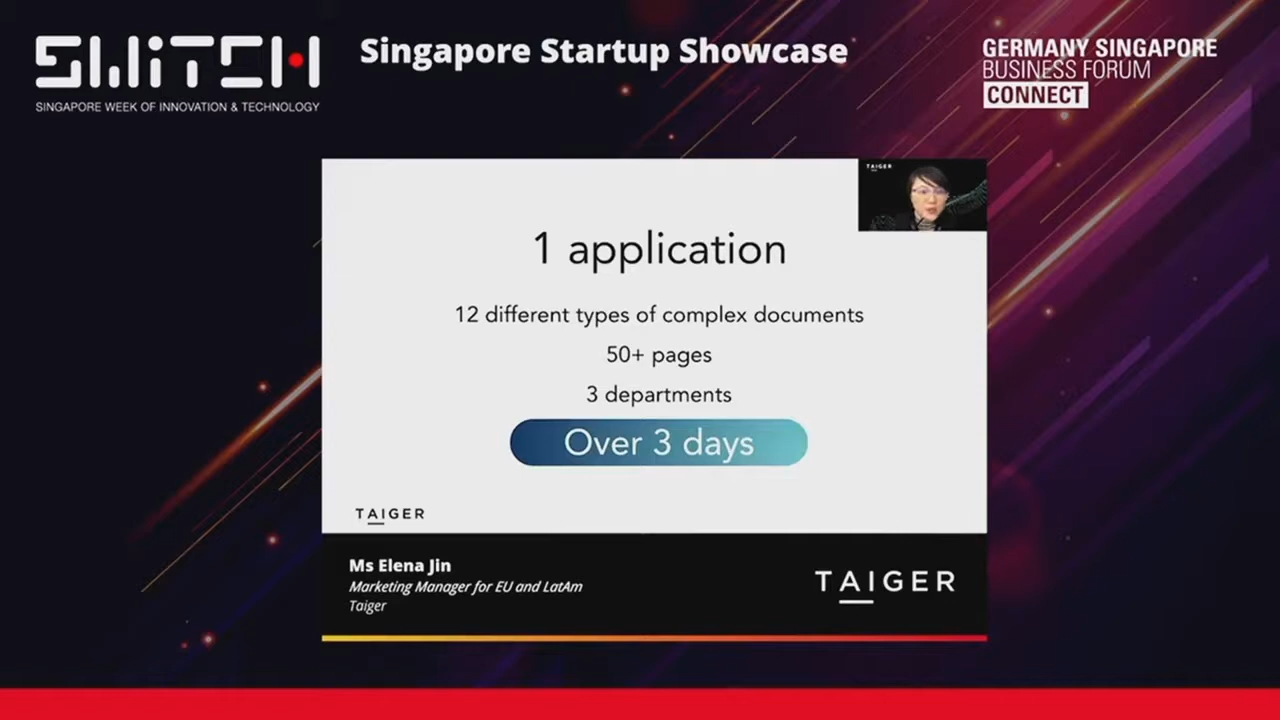 SWITCH
SINGAPORE WEEK OF INNOVATION & TECHNOLOGY
Singapore Startup Showcase
GERMANY SINGAPORE
BUSINESS FORUM
CONNECT
TAIGER
1 application
12 different types of complex documents
50+ pages
3 departments
Over 3 days
TAIGER
Ms Elena Jin
Marketing Manager for EU and LatAm
Taiger
TAIGER